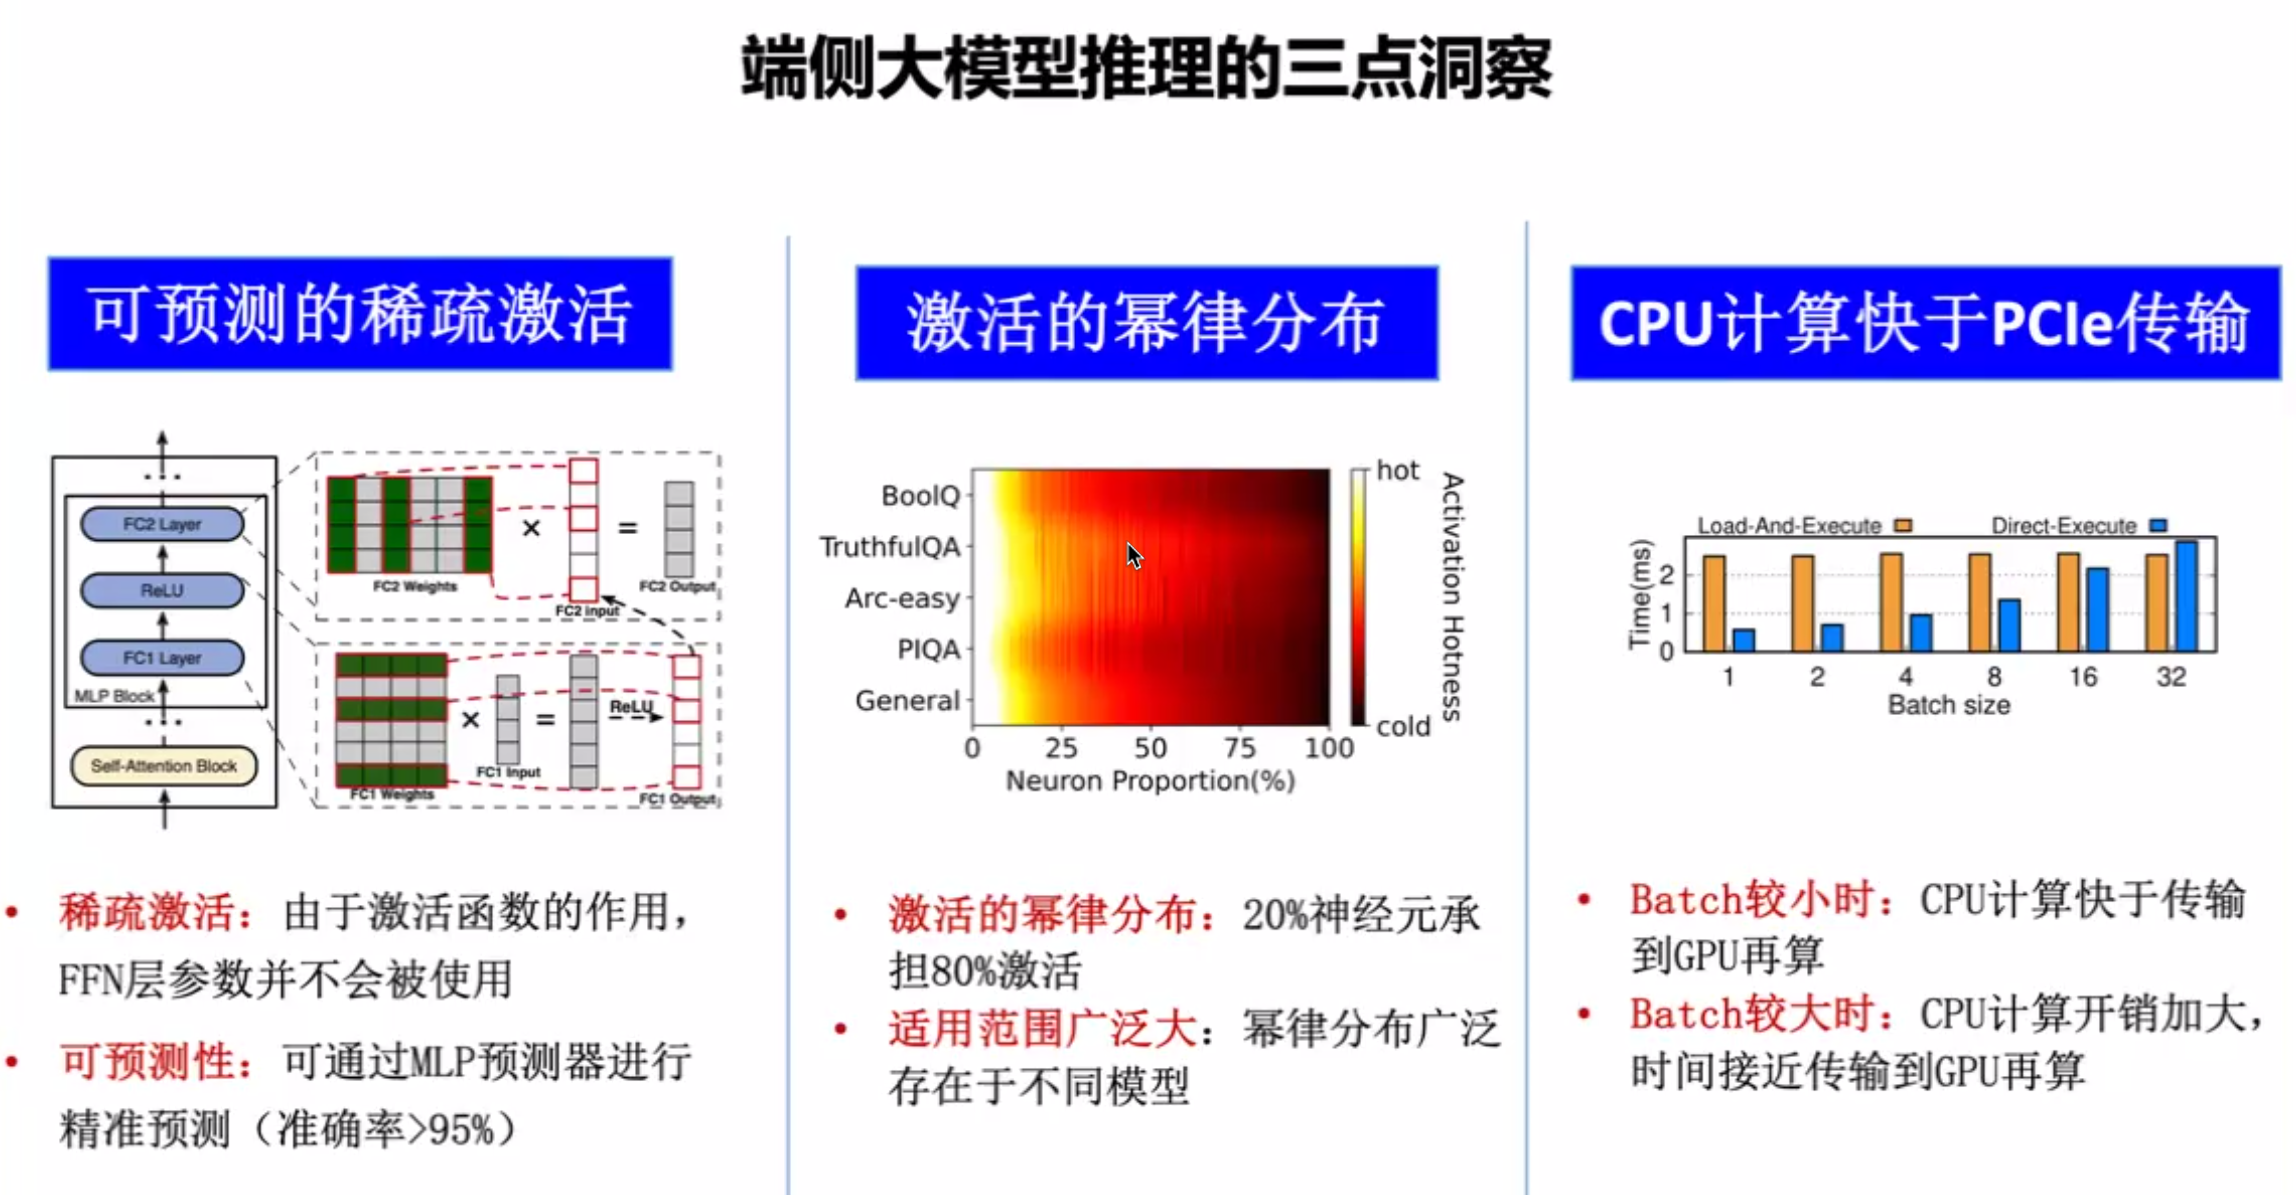 端侧大模型推理的三点洞察
可预测的稀疏激活
FC2 Layer
ReLU
FC1 Layer
MLP Block
Self-Attention Block
FC2 Weights
×
=
FC2 Input
FC2 Output
FC1 Weights
×
FC1 Input
=
ReLU
FC1 Output
• 稀疏激活：由于激活函数的作用，
FFN层参数并不会被使用
• 可预测性：可通过MLP预测器进行
精准预测（准确率>95%）
激活的幂律分布
BoolQ
TruthfulQA
Arc-easy
PIQA
General
0 25 50 75 100
Neuron Proportion(%)
hot
cold
Activation Hotness
• 激活的幂律分布：20%神经元承
担80%激活
• 适用范围广泛大：幂律分布广泛
存在于不同模型
CPU计算快于PCIe传输
Load-And-Execute
Direct-Execute
Time(ms)
2
1
0
1 2 4 8 16 32
Batch size
• Batch较小时：CPU计算快于传输
到GPU再算
• Batch较大时：CPU计算开销加大，
时间接近传输到GPU再算